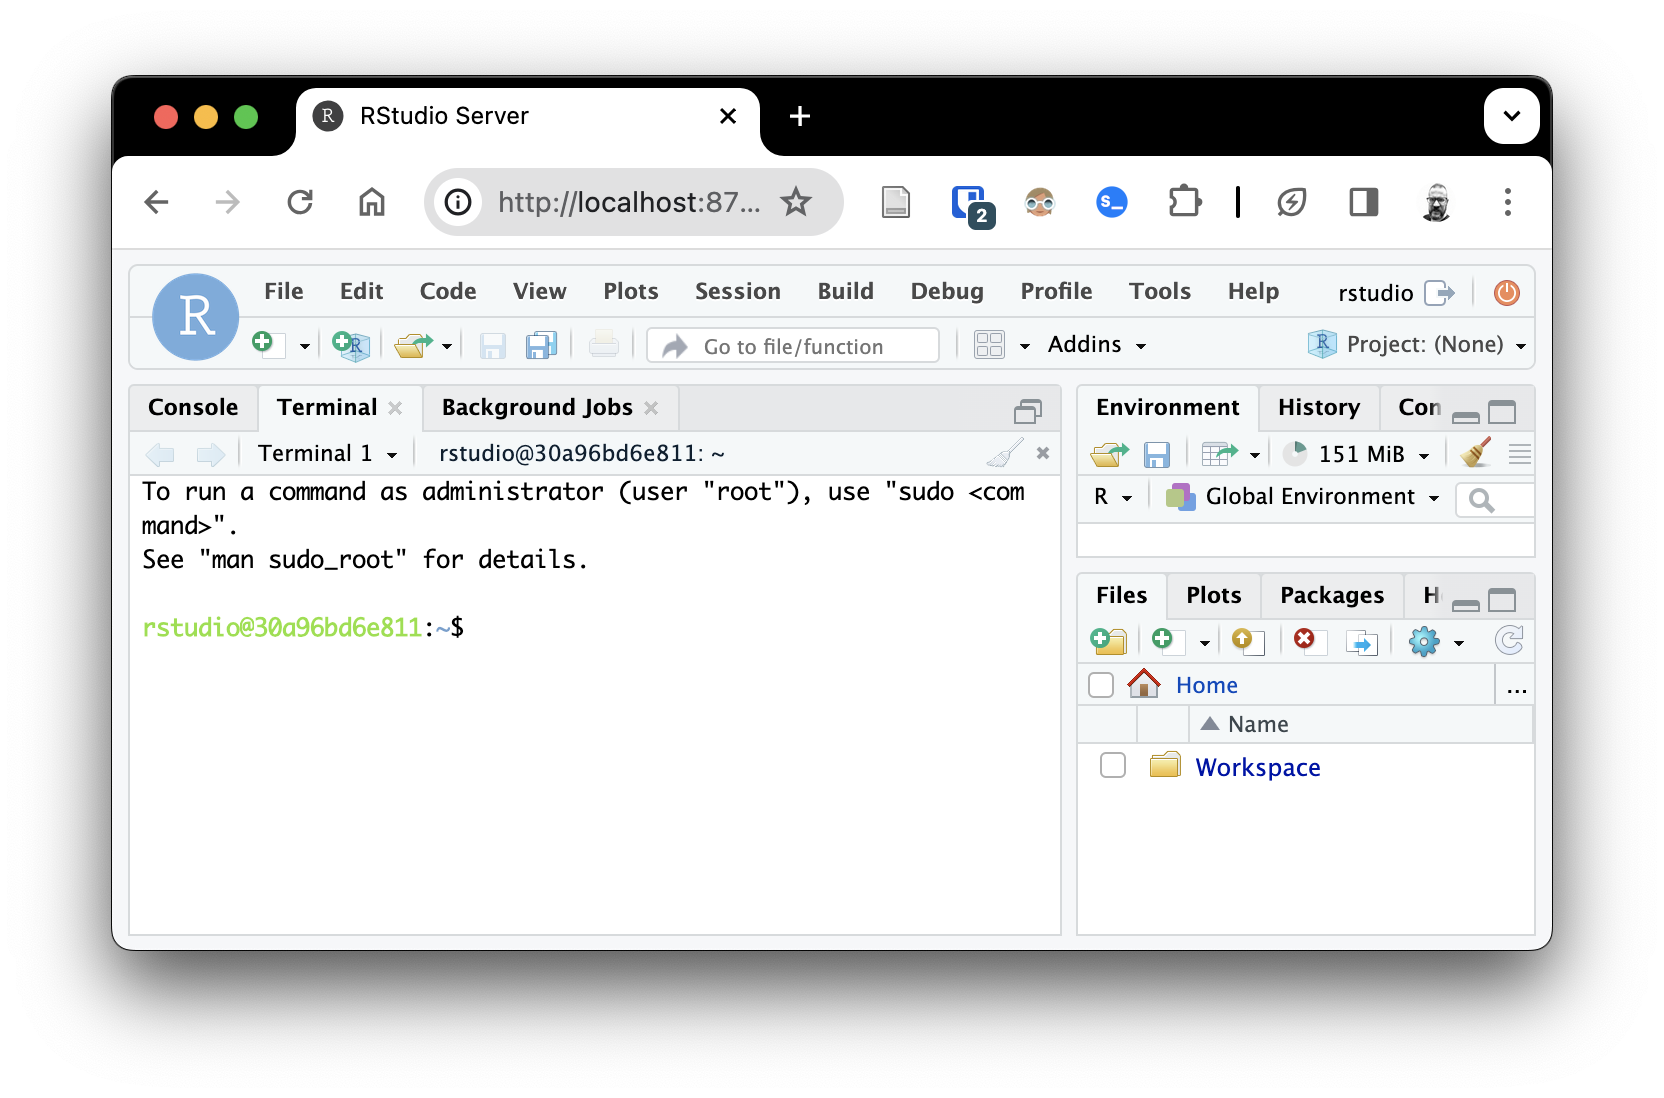 R RStudio Server
http://localhost:87...
2
S_
R
File Edit Code View Plots Session Build Debug Profile Tools Help rstudio
R Go to file/function Addins R Project: (None)
Console Terminal Background Jobs
Terminal 1 rstudio@30a96bd6e811: ~
To run a command as administrator (user "root"), use "sudo <com
mand>".
See "man sudo_root" for details.
rstudio@30a96bd6e811:~$
Environment History Con
151 MiB
R Global Environment
Files Plots Packages
Home ...
Name
Workspace